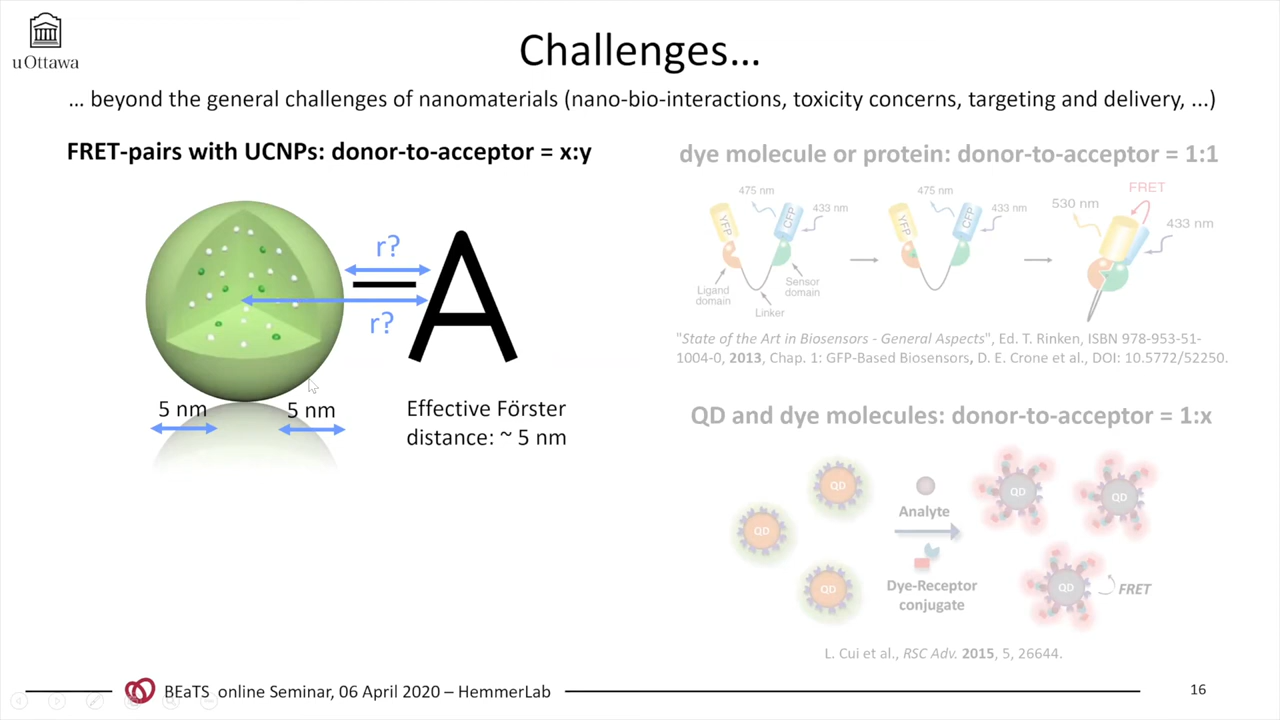 uOttawa
Challenges...
... beyond the general challenges of nanomaterials (nano-bio-interactions, toxicity concerns, targeting and delivery, ...)
FRET-pairs with UCNPs: donor-to-acceptor = x:y
r?
A
r?
5 nm
5 nm
Effective Förster
distance: ~ 5 nm
dye molecule or protein: donor-to-acceptor = 1:1
475 nm
433 nm
YFP
CFP
Ligand
domain
Sensor
domain
Linker
475 nm
433 nm
YFP
CFP
FRET
530 nm
433 nm
"State of the Art in Biosensors - General Aspects", Ed. T. Rinken, ISBN 978-953-51-
1004-0, 2013, Chap. 1: GFP-Based Biosensors, D. E. Crone et al., DOI: 10.5772/52250.
QD and dye molecules: donor-to-acceptor = 1:x
QD
QD
QD
Analyte
Dye-Receptor
conjugate
QD
QD
QD
FRET
L. Cui et al., RSC Adv. 2015, 5, 26644.
BEaTS online Seminar, 06 April 2020 – HemmerLab
16